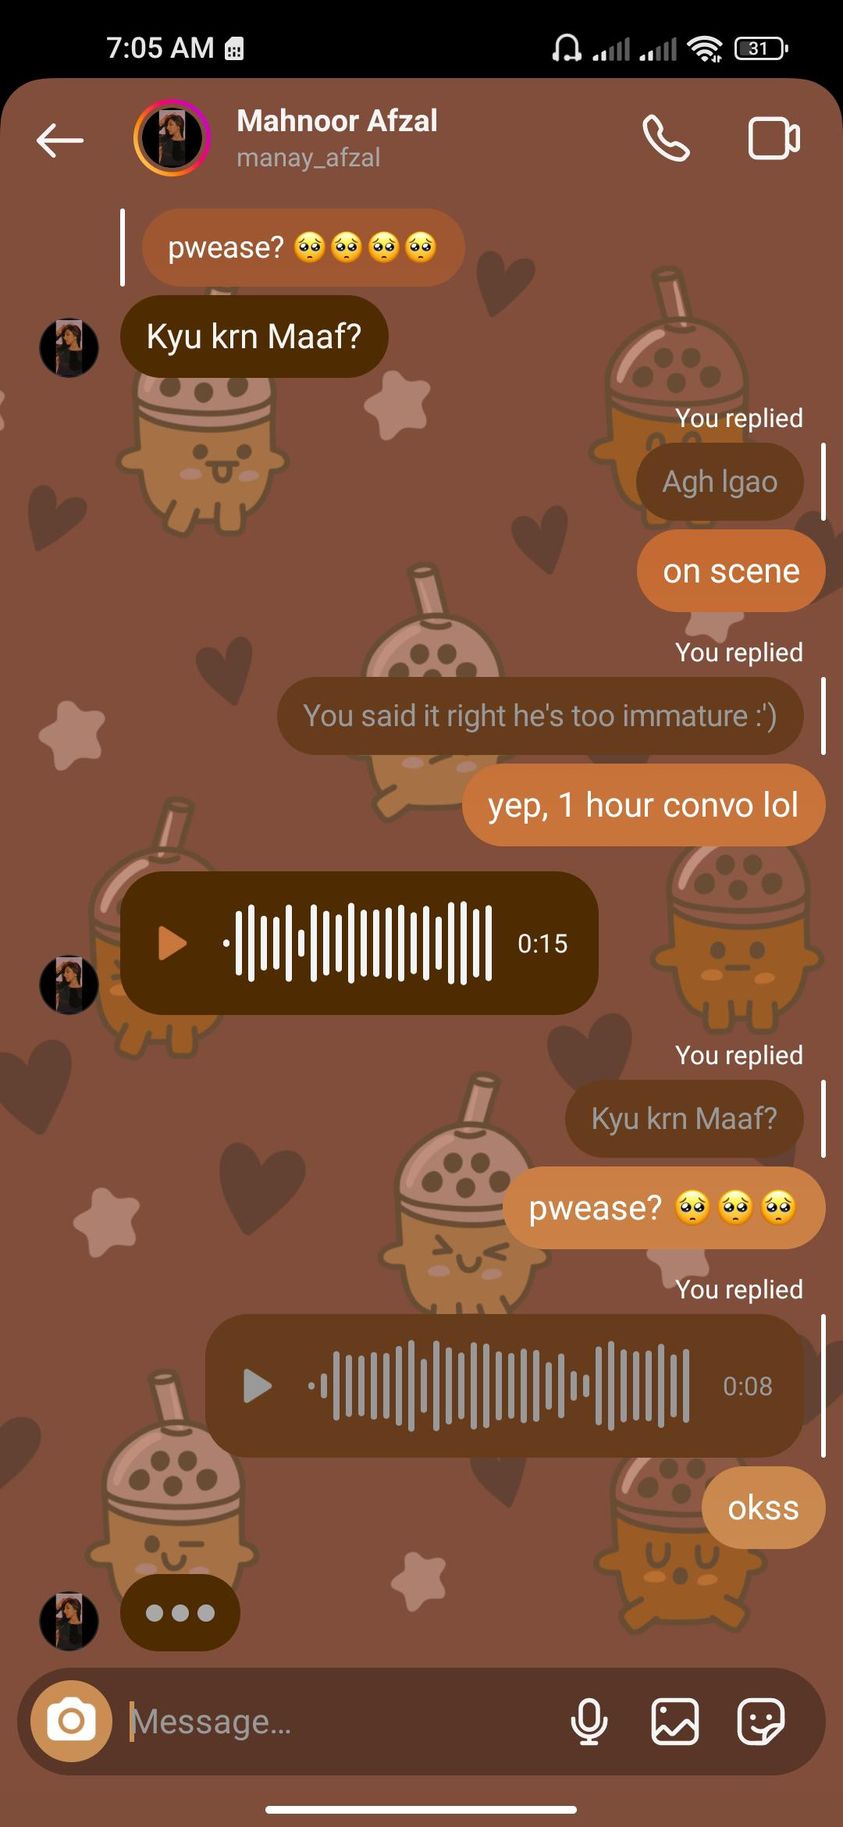 7:05 AM
31
Mahnoor Afzal
manay_afzal
pwease? 🥺🥺🥺🥺
Kyu krn Maaf?
You replied
Agh lgao
on scene
You replied
You said it right he's too immature :')
yep, 1 hour convo lol
0:15
You replied
Kyu krn Maaf?
pwease? 🥺🥺🥺
You replied
0:08
okss
Message...